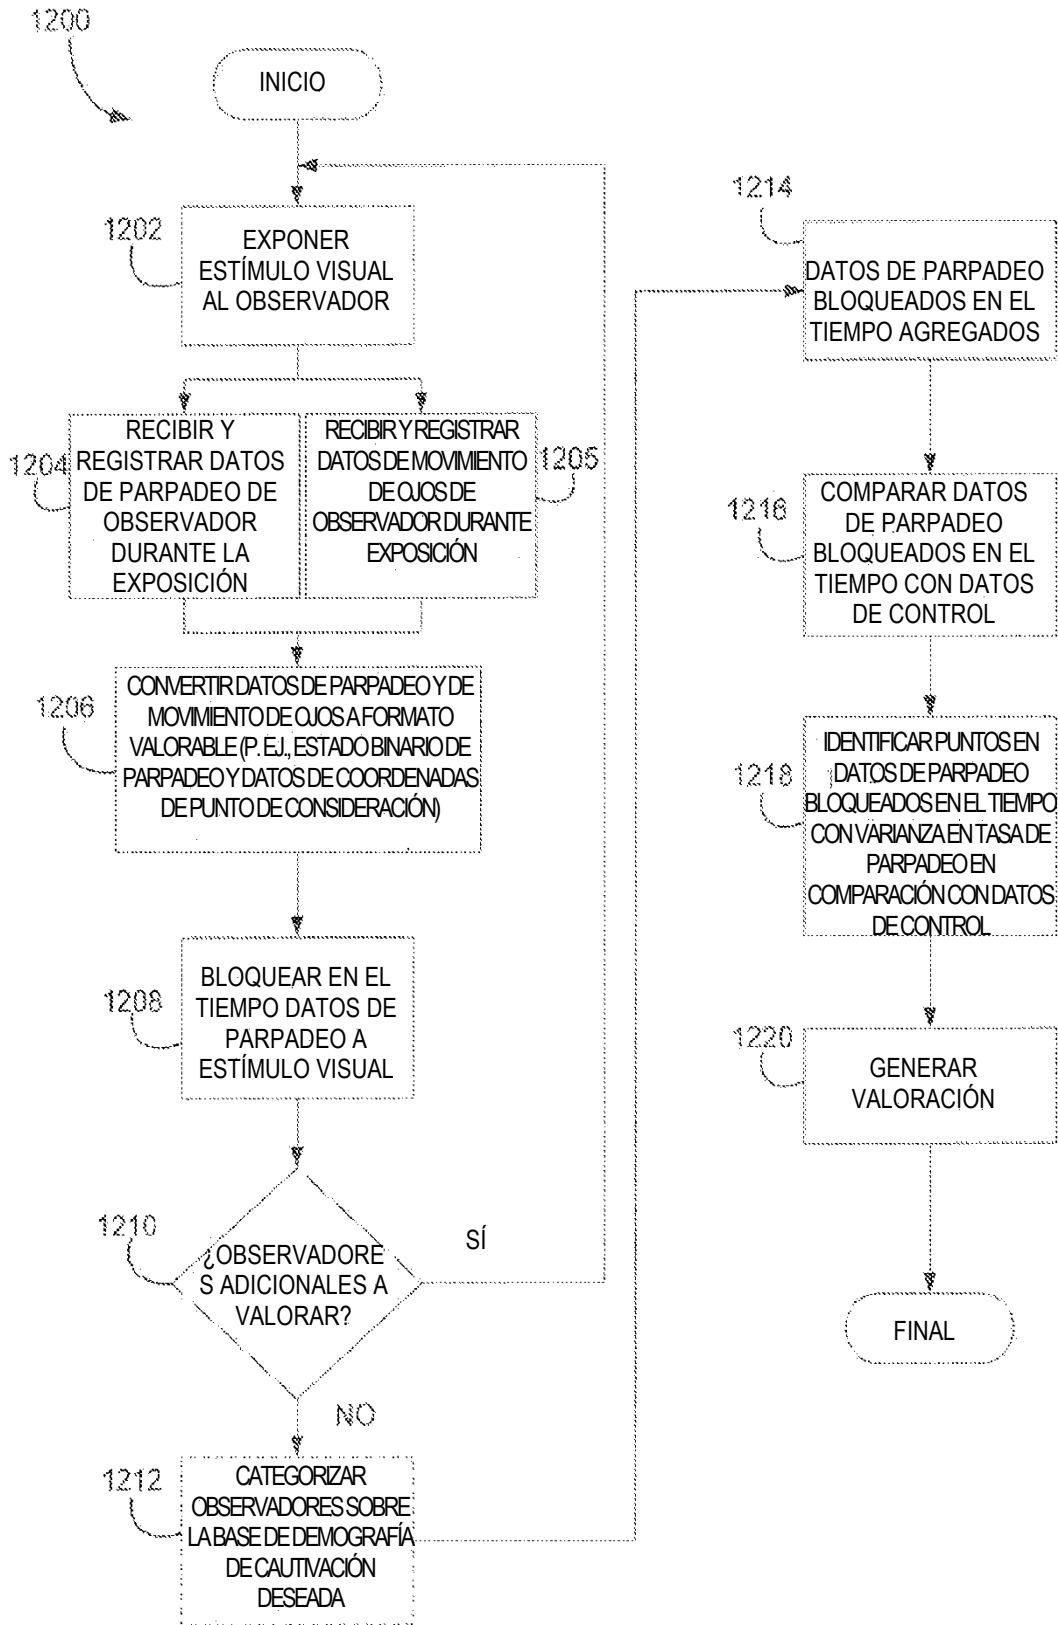 1200
INICIO
1202
EXPONER
ESTÍMULO VISUAL
AL OBSERVADOR
1204
RECIBIR Y
REGISTRAR DATOS
DE PARPADEO DE
OBSERVADOR
DURANTE LA
EXPOSICIÓN
RECIBIR Y REGISTRAR
DATOS DE MOVIMIENTO
DE OJOS DE
OBSERVADOR DURANTE
EXPOSICIÓN
1205
1206
CONVERTIR DATOS DE PARPADEO Y DE
MOVIMIENTO DE OJOS A FORMATO
VALORABLE (P. EJ., ESTADO BINARIO DE
PARPADEO Y DATOS DE COORDENADAS
DE PUNTO DE CONSIDERACIÓN)
1208
BLOQUEAR EN EL
TIEMPO DATOS DE
PARPADEO A
ESTÍMULO VISUAL
1210
¿OBSERVADORE
S ADICIONALES A
VALORAR?
SÍ
NO
1212
CATEGORIZAR
OBSERVADORES SOBRE
LA BASE DE DEMOGRAFÍA
DE CAUTIVACIÓN
DESEADA
1214
DATOS DE PARPADEO
BLOQUEADOS EN EL
TIEMPO AGREGADOS
1216
COMPARAR DATOS
DE PARPADEO
BLOQUEADOS EN EL
TIEMPO CON DATOS
DE CONTROL
1218
IDENTIFICAR PUNTOS EN
DATOS DE PARPADEO
BLOQUEADOS EN EL TIEMPO
CON VARIANZA EN TASA DE
PARPADEO EN
COMPARACIÓN CON DATOS
DE CONTROL
1220
GENERAR
VALORACIÓN
FINAL